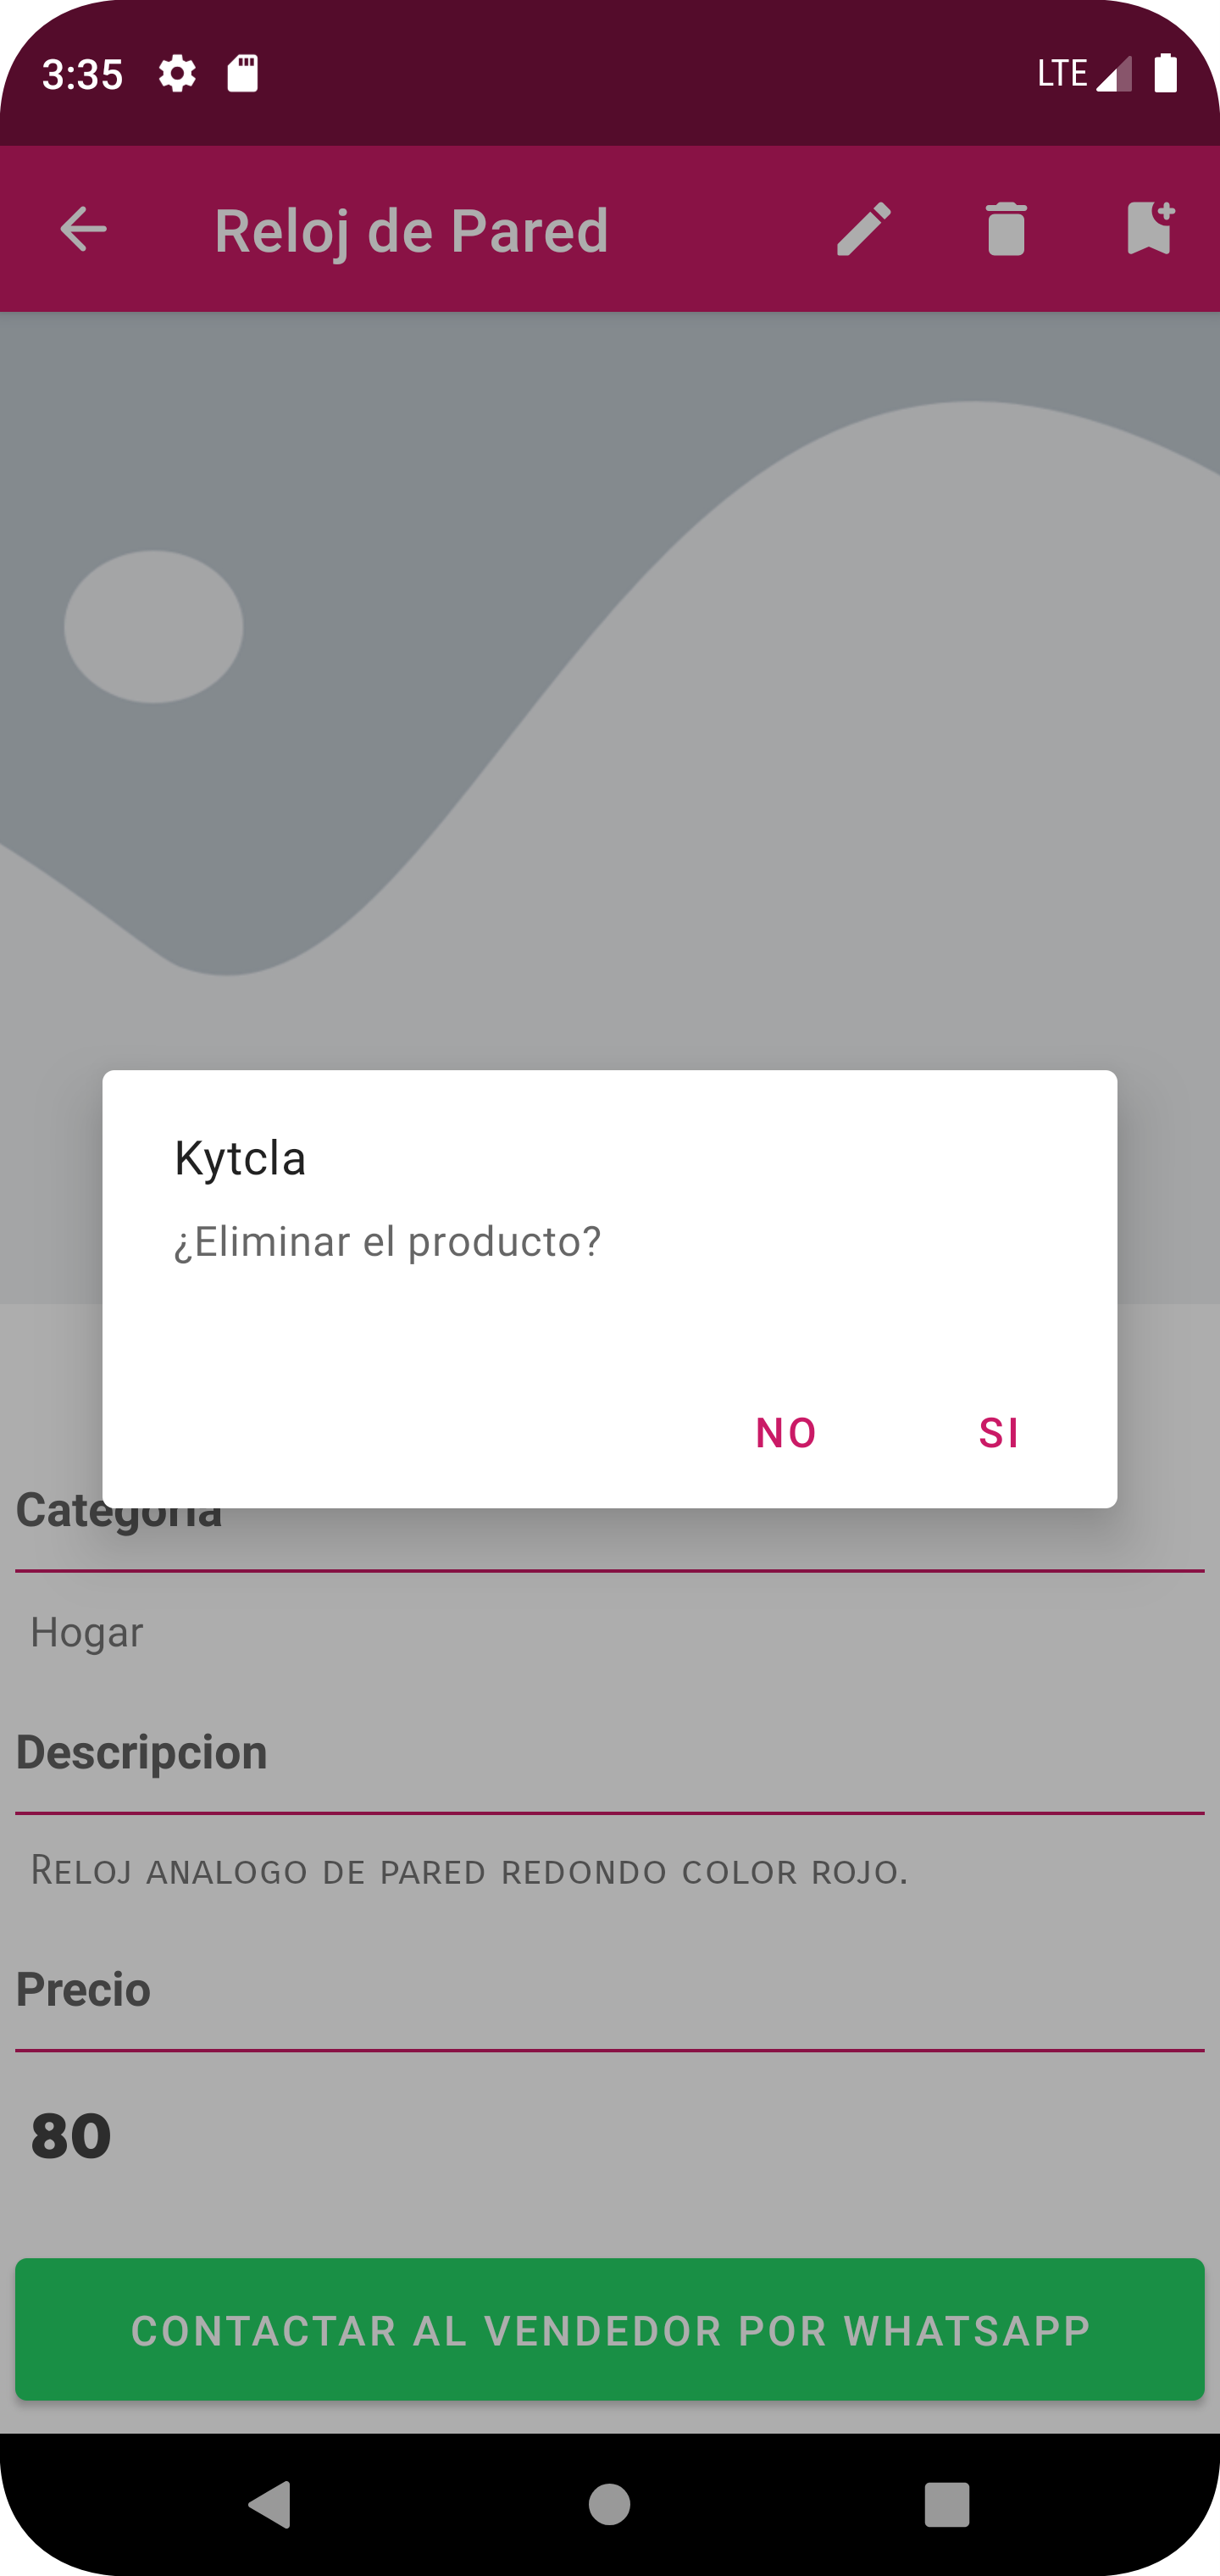 3:35 LTE
Reloj de Pared
Kytcla
¿Eliminar el producto?
NO SI
Categoria
Hogar
Descripcion
Reloj analogo de pared redondo color rojo.
Precio
80
CONTACTAR AL VENDEDOR POR WHATSAPP